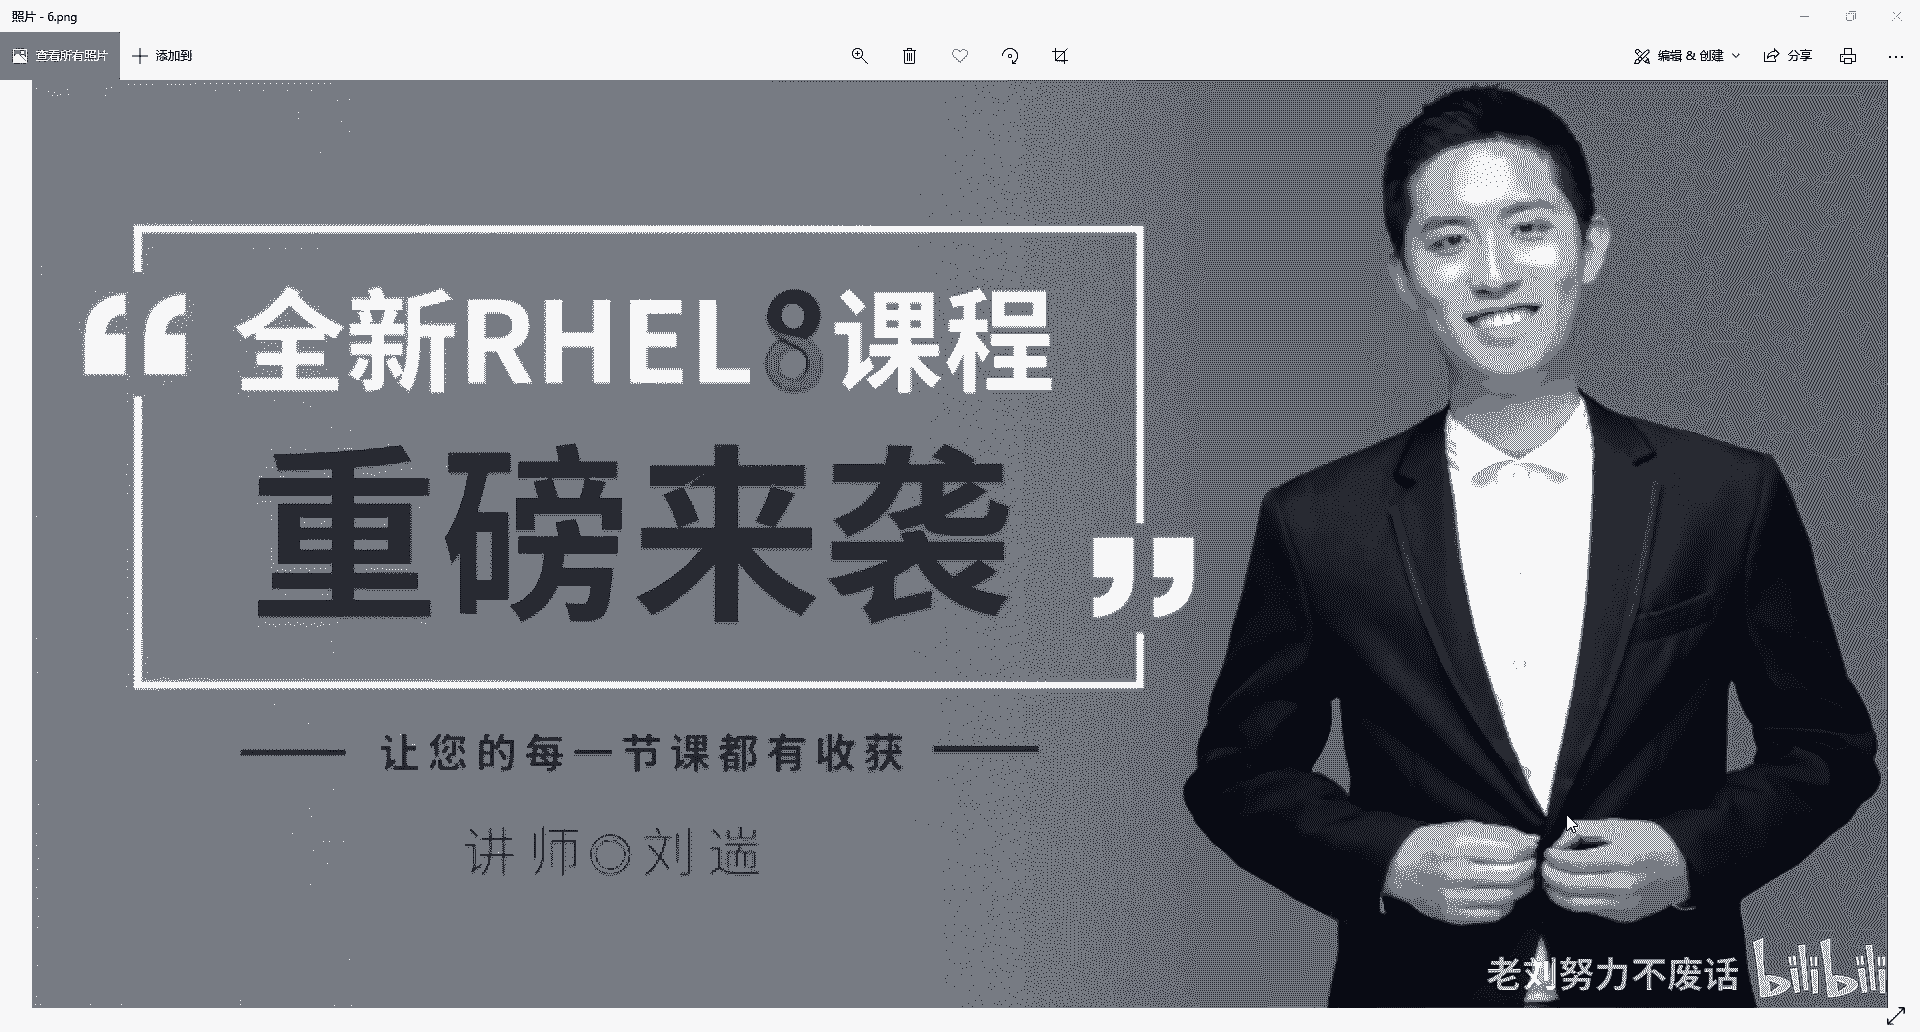 照片 - 6.png
查看所有照片
添加到
编辑 & 创建
分享
“全新RHEL8课程
重磅来袭”
让您的每一节课都有收获
讲师◎刘遄
老刘努力不废话 bilibili